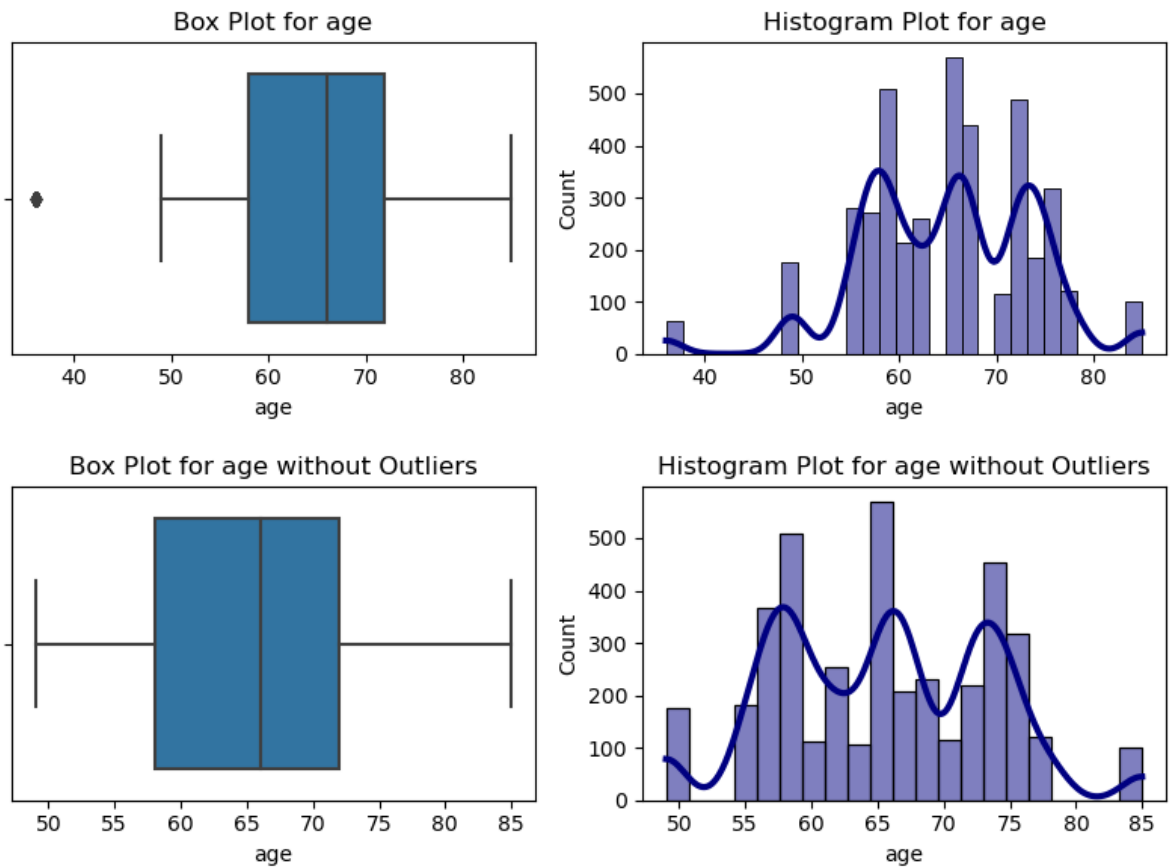 Box Plot for age
40 50 60 70 80
age
Histogram Plot for age
Count
500
400
300
200
100
0
40 50 60 70 80
age
Box Plot for age without Outliers
50 55 60 65 70 75 80 85
age
Histogram Plot for age without Outliers
Count
500
400
300
200
100
0
50 55 60 65 70 75 80 85
age